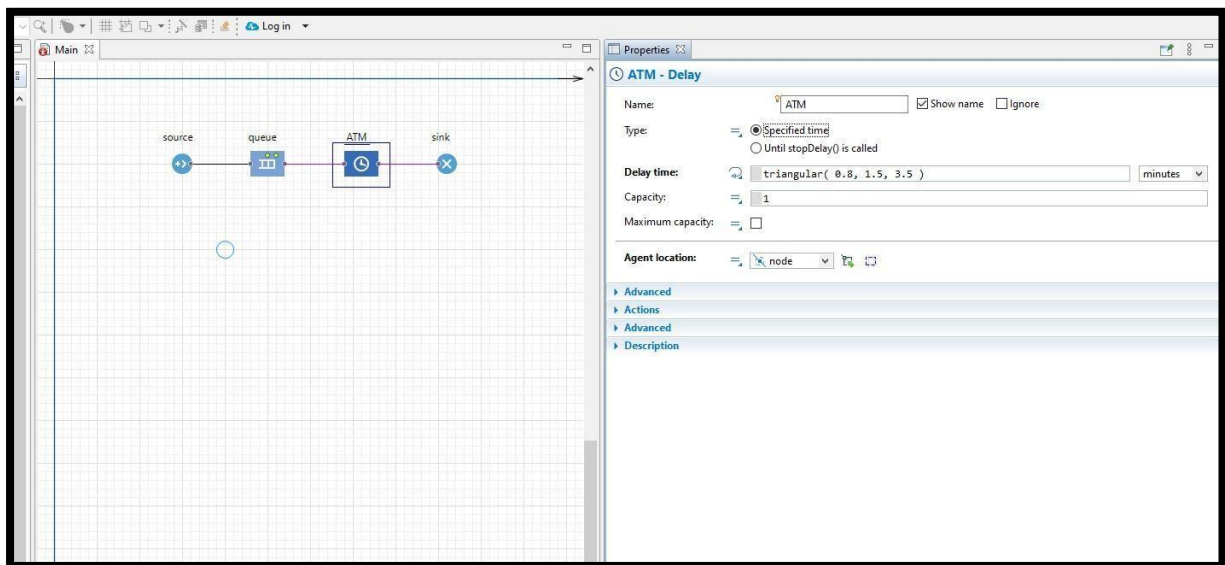 Log in
Main
Properties
ATM - Delay
Name:
ATM
Show name
Ignore
source
queue
ATM
sink
Type:
Specified time
Until stopDelay() is called
Delay time:
triangular( 0.8, 1.5, 3.5 )
minutes
Capacity:
1
Maximum capacity:
Agent location:
node
Advanced
Actions
Advanced
Description